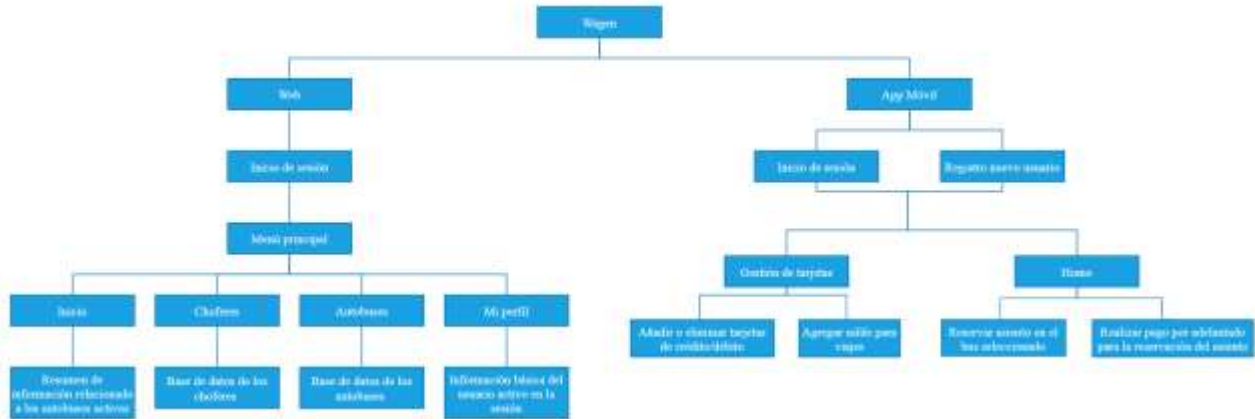 Wagen
Web
App Móvil
Inicio de sesión
Inicio de sesión
Registro nuevo usuario
Menú principal
Gestión de tarjetas
Home
Inicio
Choferes
Autobuses
Mi perfil
Añadir o eliminar tarjetas
de crédito/débito
Agregar saldo para
viajes
Reservar asiento en el
bus seleccionado
Realizar pago por adelantado
para la reservación del asiento
Resumen de
información relacionado
a los autobuses activos
Base de datos de los
choferes
Base de datos de los
autobuses
Información básica del
usuario activo en la
sesión